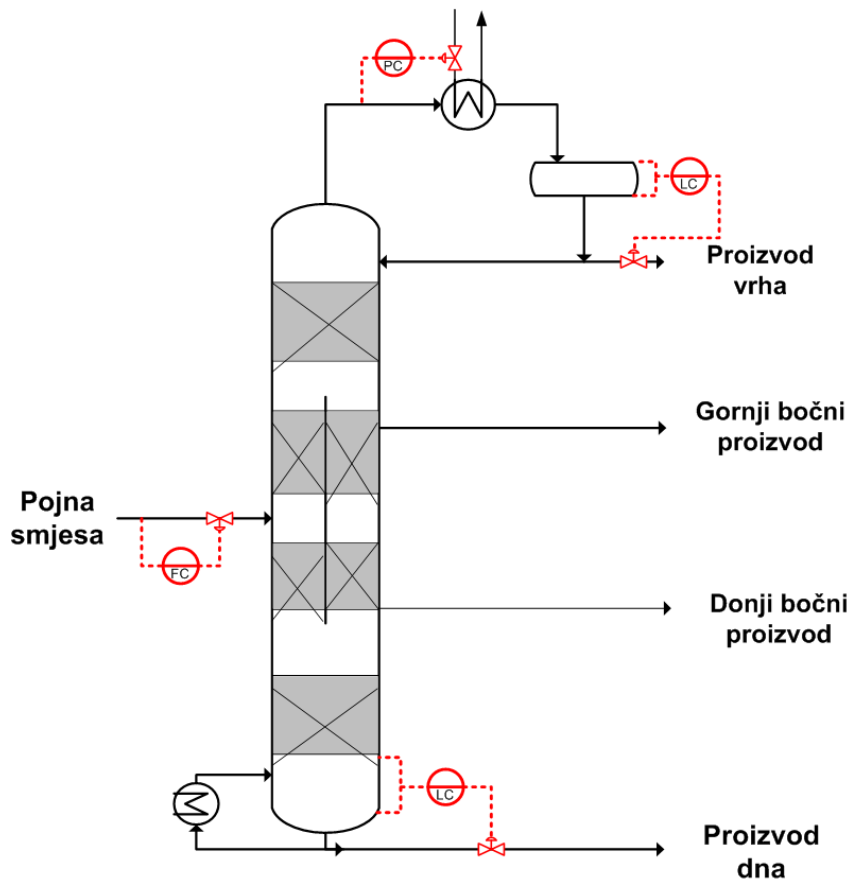 PC
LC
Proizvod
vrha
Gornji bočni
proizvod
Pojna
smjesa
FC
Donji bočni
proizvod
LC
Proizvod
dna